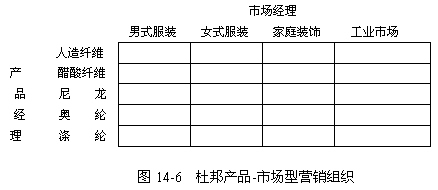 市场经理
男式服装 女式服装 家庭装饰 工业市场
人造纤维
产 醋酸纤维
品 尼 龙
经 奥 纶
理 涤 纶
图 14-6 杜邦产品-市场型营销组织